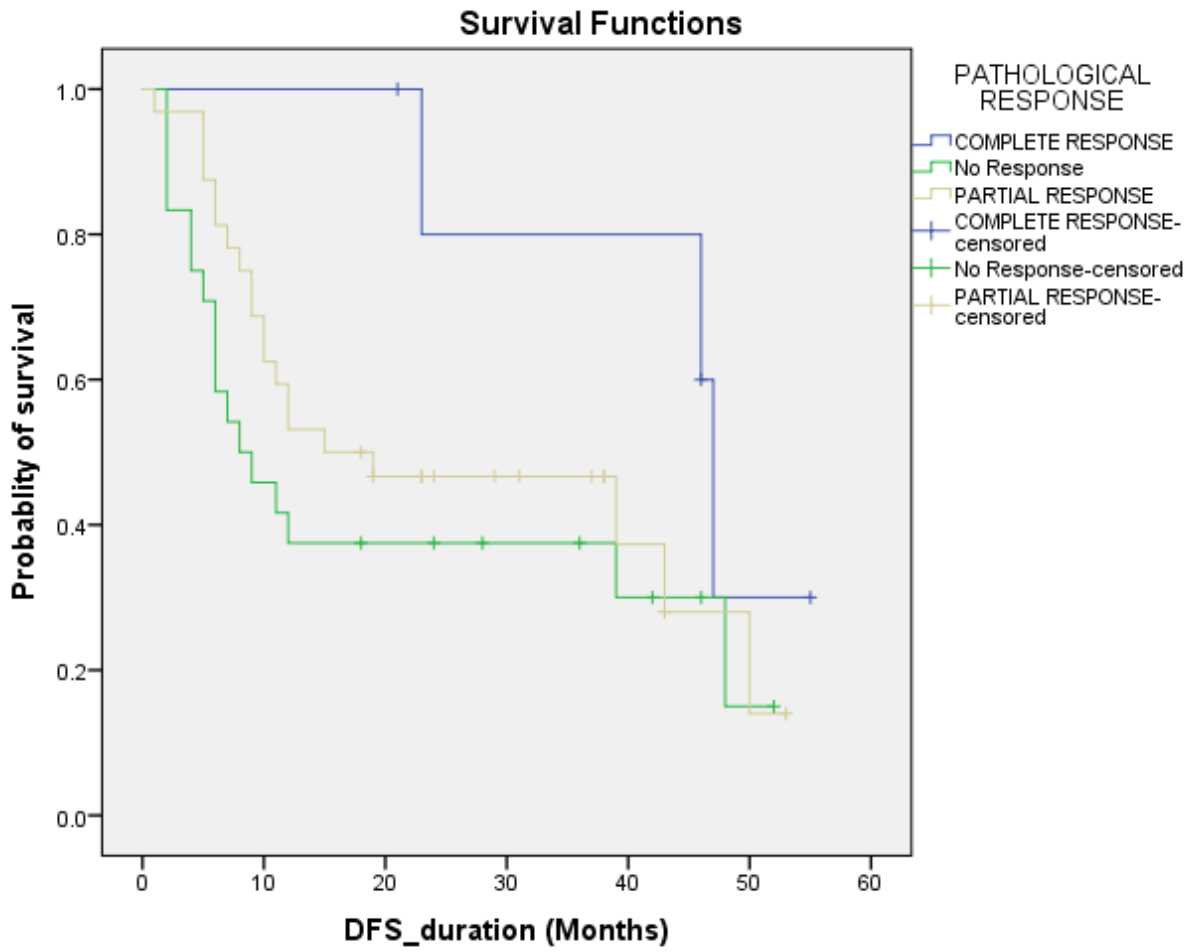 Survival Functions
PATHOLOGICAL
RESPONSE
COMPLETE RESPONSE
No Response
PARTIAL RESPONSE
COMPLETE RESPONSE-
censored
No Response-censored
PARTIAL RESPONSE-
censored
Probablity of survival
1.0
0.8
0.6
0.4
0.2
0.0
0 10 20 30 40 50 60
DFS_duration (Months)